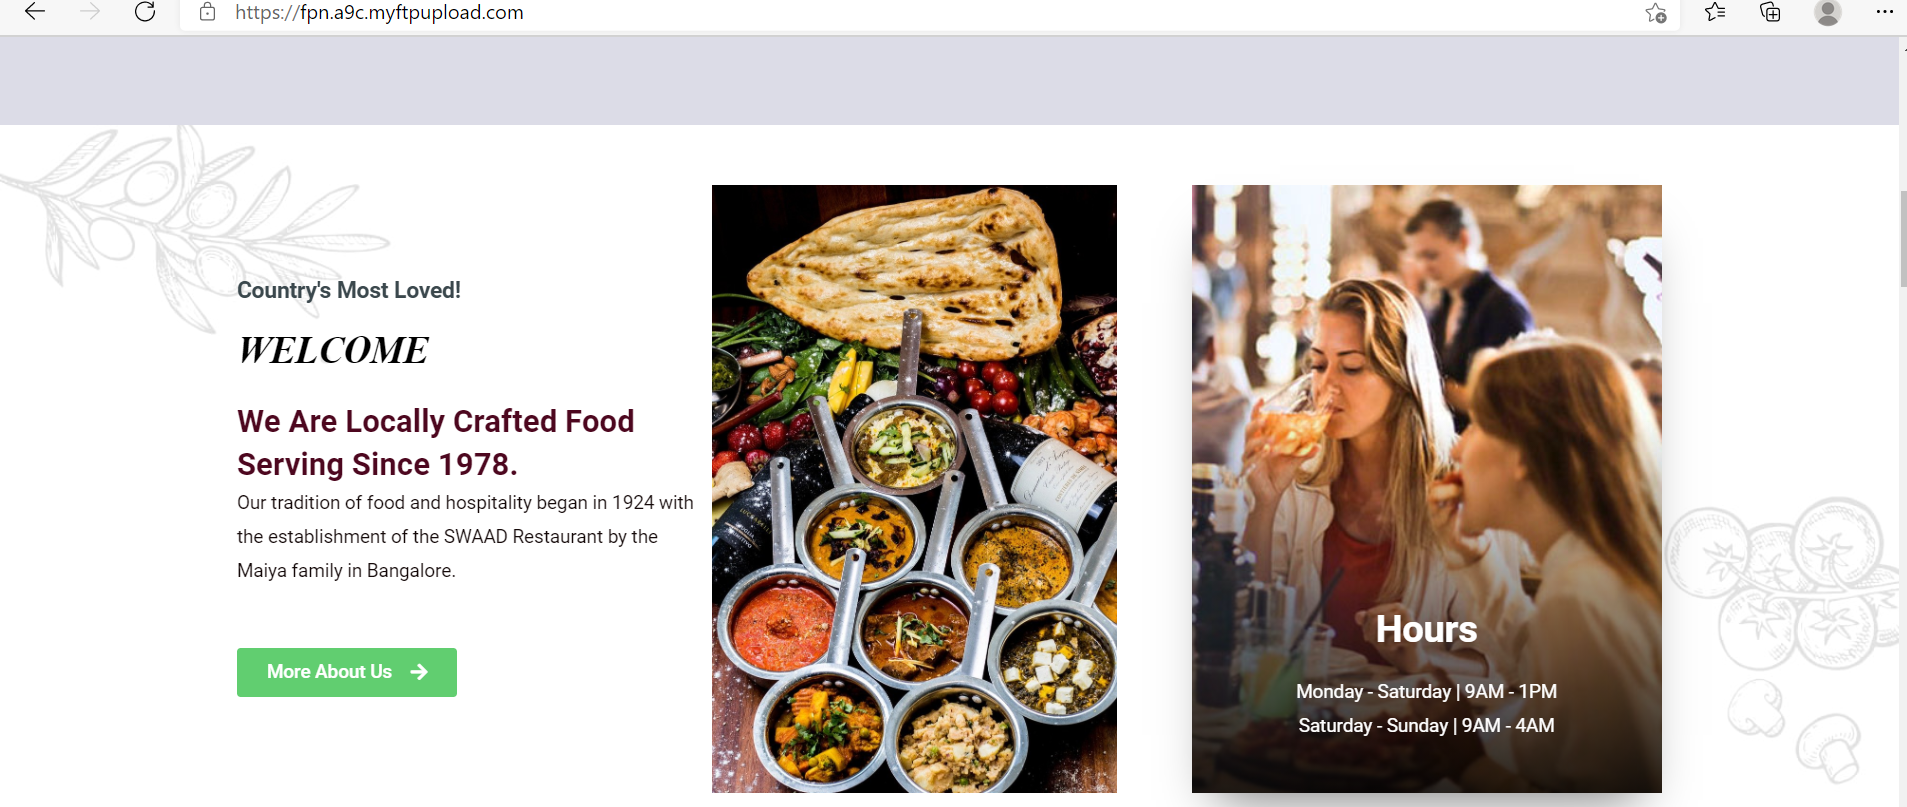 https://fpn.a9c.myftpupload.com
Country's Most Loved!
WELCOME
We Are Locally Crafted Food
Serving Since 1978.
Our tradition of food and hospitality began in 1924 with
the establishment of the SWAAD Restaurant by the
Maiya family in Bangalore.
More About Us
Hours
Monday - Saturday | 9AM - 1PM
Saturday - Sunday | 9AM - 4AM